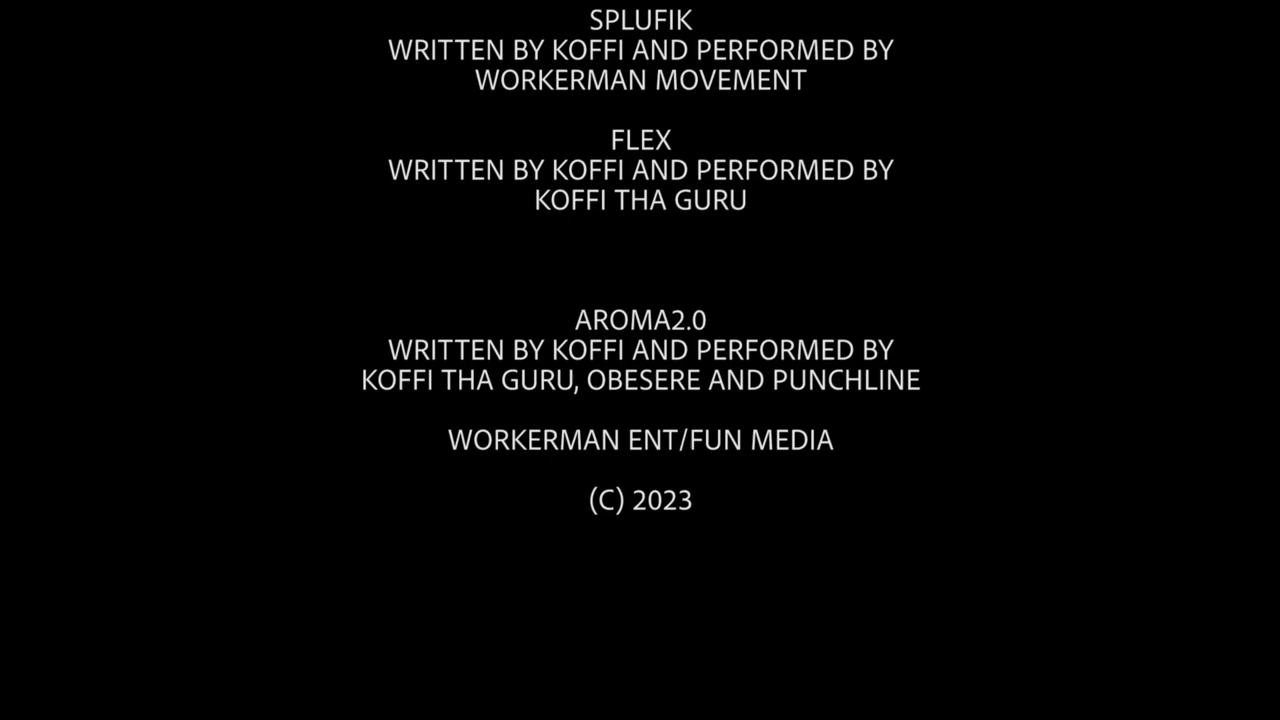 SPLUFIK
WRITTEN BY KOFFI AND PERFORMED BY
WORKERMAN MOVEMENT
FLEX
WRITTEN BY KOFFI AND PERFORMED BY
KOFFI THA GURU
AROMA2.0
WRITTEN BY KOFFI AND PERFORMED BY
KOFFI THA GURU, OBESERE AND PUNCHLINE
WORKERMAN ENT/FUN MEDIA
(C) 2023